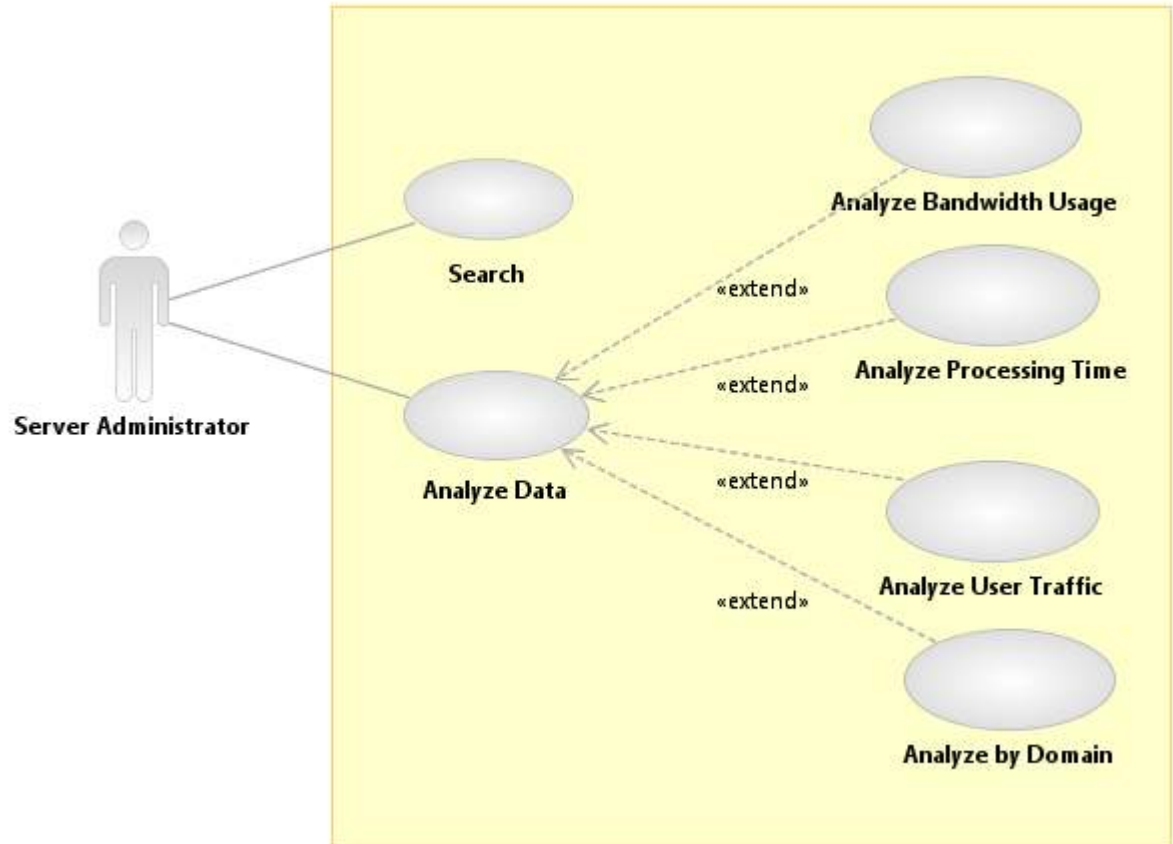 Analyze Bandwidth Usage
Search
«extend»
Analyze Processing Time
«extend»
Server Administrator
Analyze Data
«extend»
Analyze User Traffic
«extend»
Analyze by Domain